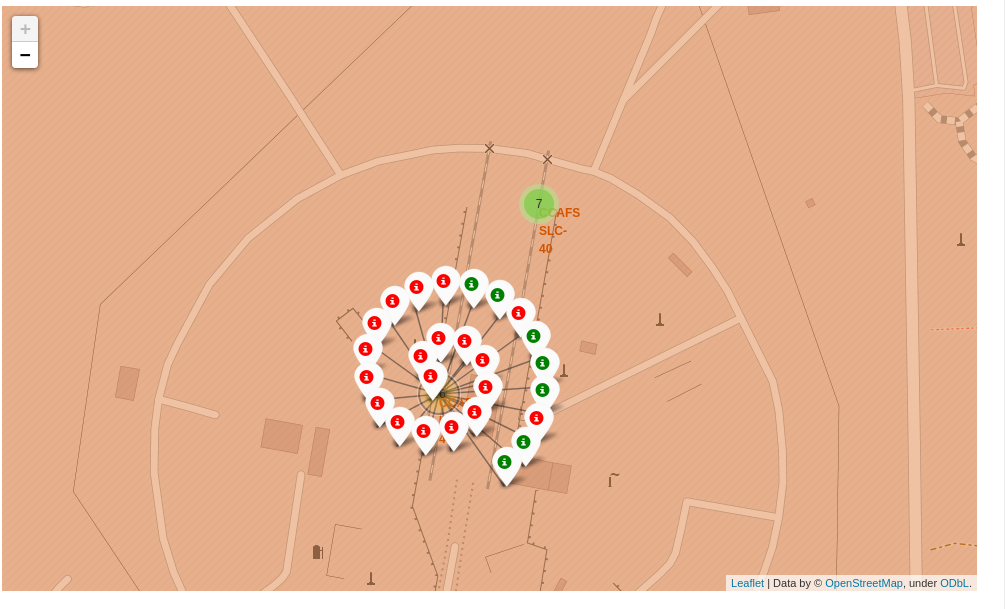 +
−
7
CCAFS
SLC-
40
Leaflet | Data by © OpenStreetMap, under ODbL.